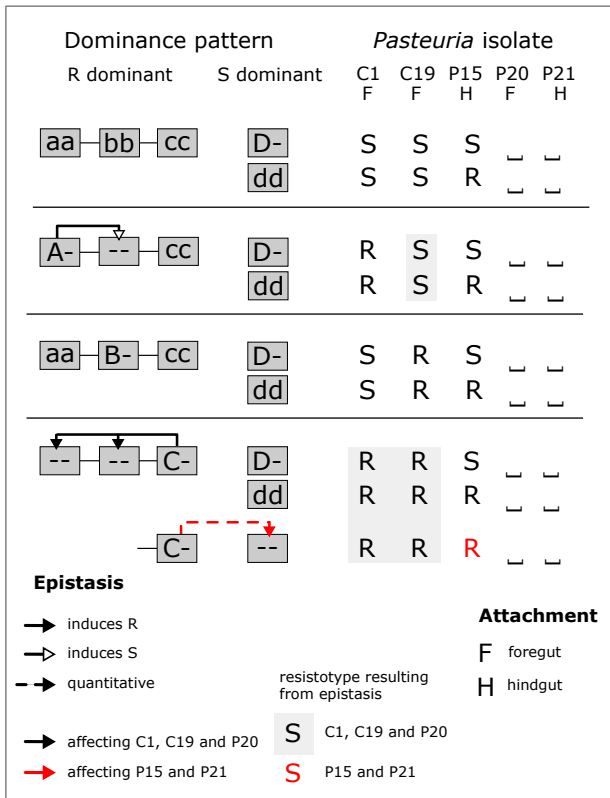 Dominance pattern Pasteuria isolate
R dominant S dominant C1 C19 P15 P20 P21
F F H F H
aa bb cc D- S S S ␣ ␣
dd S S R ␣ ␣
A- -- cc D- R S S ␣ ␣
dd R S R ␣ ␣
aa B- cc D- S R S ␣ ␣
dd S R R ␣ ␣
-- -- C- D- R R S ␣ ␣
dd R R R ␣ ␣
C- -- R R R ␣ ␣
Epistasis
induces R
induces S
quantitative
affecting C1, C19 and P20
affecting P15 and P21
resistotype resulting
from epistasis
S C1, C19 and P20
S P15 and P21
Attachment
F foregut
H hindgut